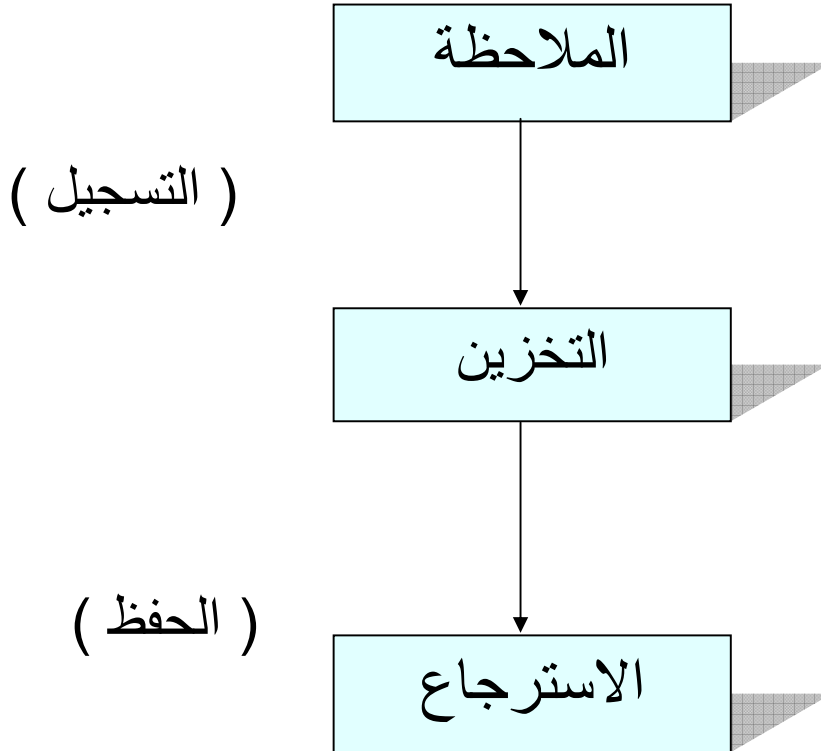 الملاحظة
( التسجيل )
التخزين
( الحفظ )
الاسترجاع